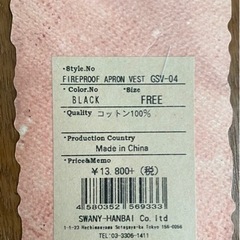 ・Style.No
FIREPROOF APRON VEST GSV-04
・Color.No
・Size
BLACK
FREE
・Quality コットン100%
・Production Country
Made in China
・Price&Memo
¥13,800+(税)
4580352569333
SWANY-HANBAI Co. ltd
TEL:03-3306-1411